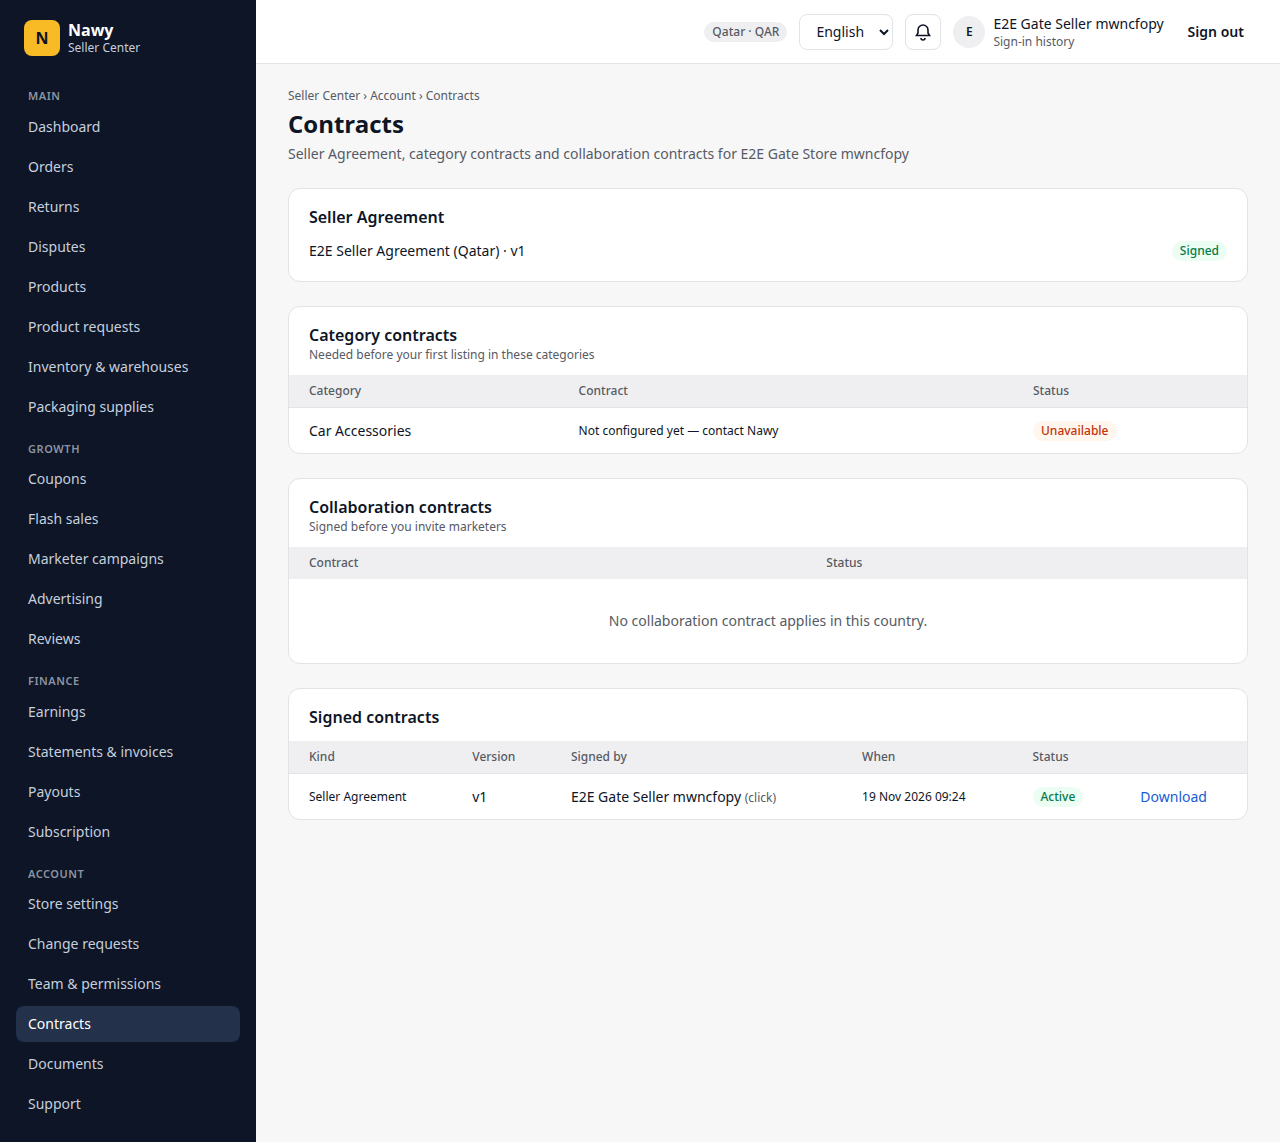 N
Nawy
Seller Center
MAIN
Dashboard
Orders
Returns
Disputes
Products
Product requests
Inventory & warehouses
Packaging supplies
GROWTH
Coupons
Flash sales
Marketer campaigns
Advertising
Reviews
FINANCE
Earnings
Statements & invoices
Payouts
Subscription
ACCOUNT
Store settings
Change requests
Team & permissions
Contracts
Documents
Support
Qatar · QAR
English
E
E2E Gate Seller mwncfopy
Sign-in history
Sign out
Seller Center › Account › Contracts
Contracts
Seller Agreement, category contracts and collaboration contracts for E2E Gate Store mwncfopy
Seller Agreement
E2E Seller Agreement (Qatar) · v1 Signed
Category contracts
Needed before your first listing in these categories
Category Contract Status
Car Accessories Not configured yet — contact Nawy Unavailable
Collaboration contracts
Signed before you invite marketers
Contract Status
No collaboration contract applies in this country.
Signed contracts
Kind Version Signed by When Status
Seller Agreement v1 E2E Gate Seller mwncfopy (click) 19 Nov 2026 09:24 Active Download